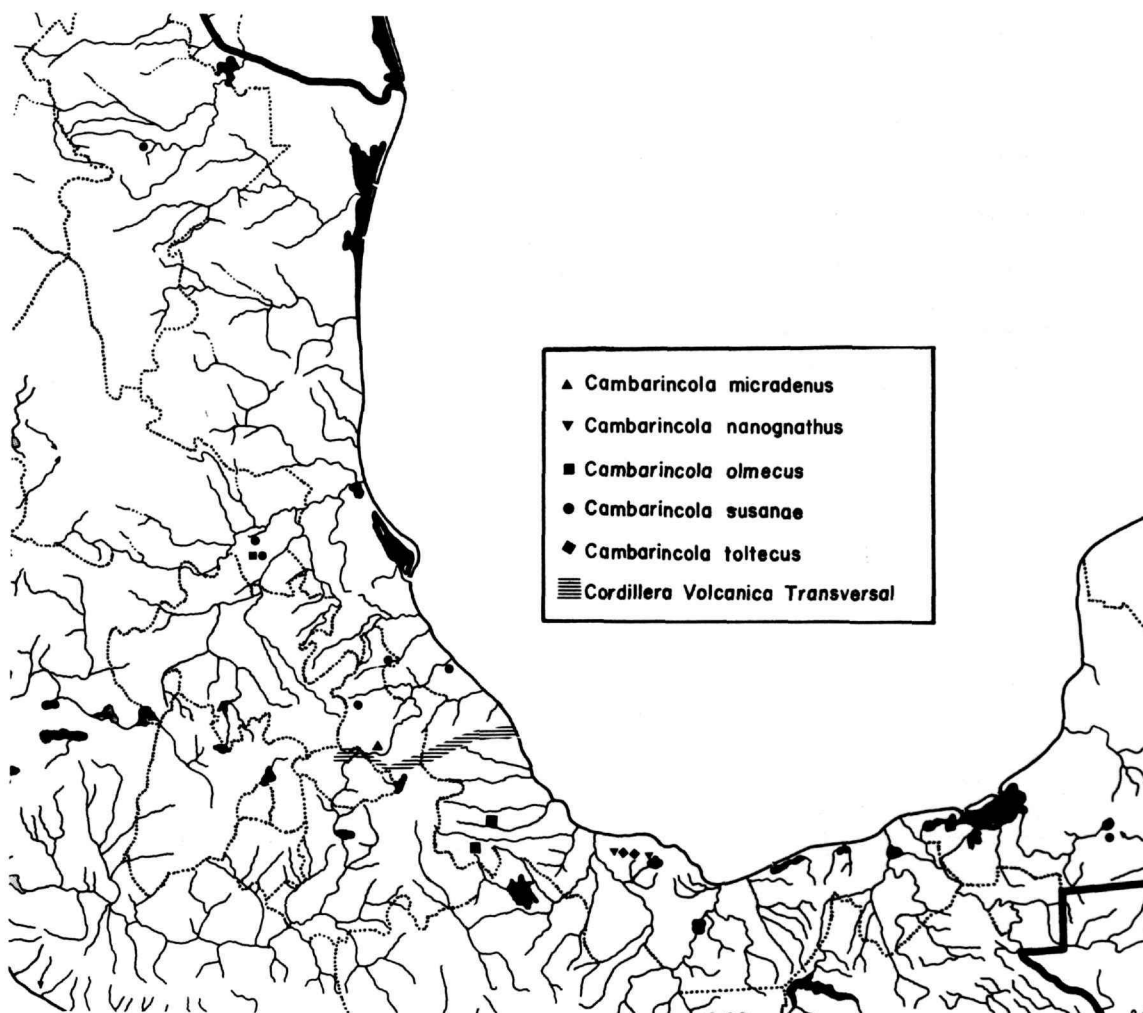 Cambarincola micradenus
Cambarincola nanognathus
Cambarincola olmecus
Cambarincola susanae
Cambarincola toltecus
Cordillera Volcanica Transversal